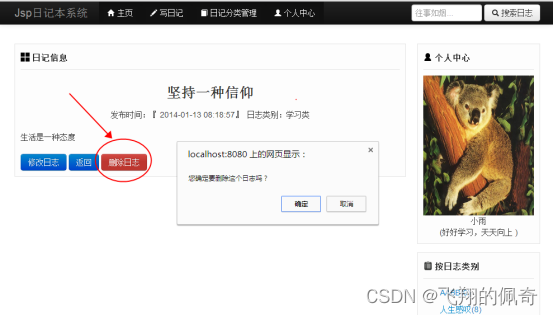 Jsp日记本系统 主页 写日记 日记分类管理 个人中心 往事如烟... 搜索日志
日记信息
坚持一种信仰
发布时间：『 2014-01-13 08:18:57』 日志类别：学习类
生活是一种态度
修改日志 返回 删除日志
localhost:8080 上的网页显示：
您确定要删除这个日志吗？
确定 取消
个人中心
小雨
(好好学习，天天向上 )
按日志类别
人生感叹(8)
CSDN @飞翔的佩奇